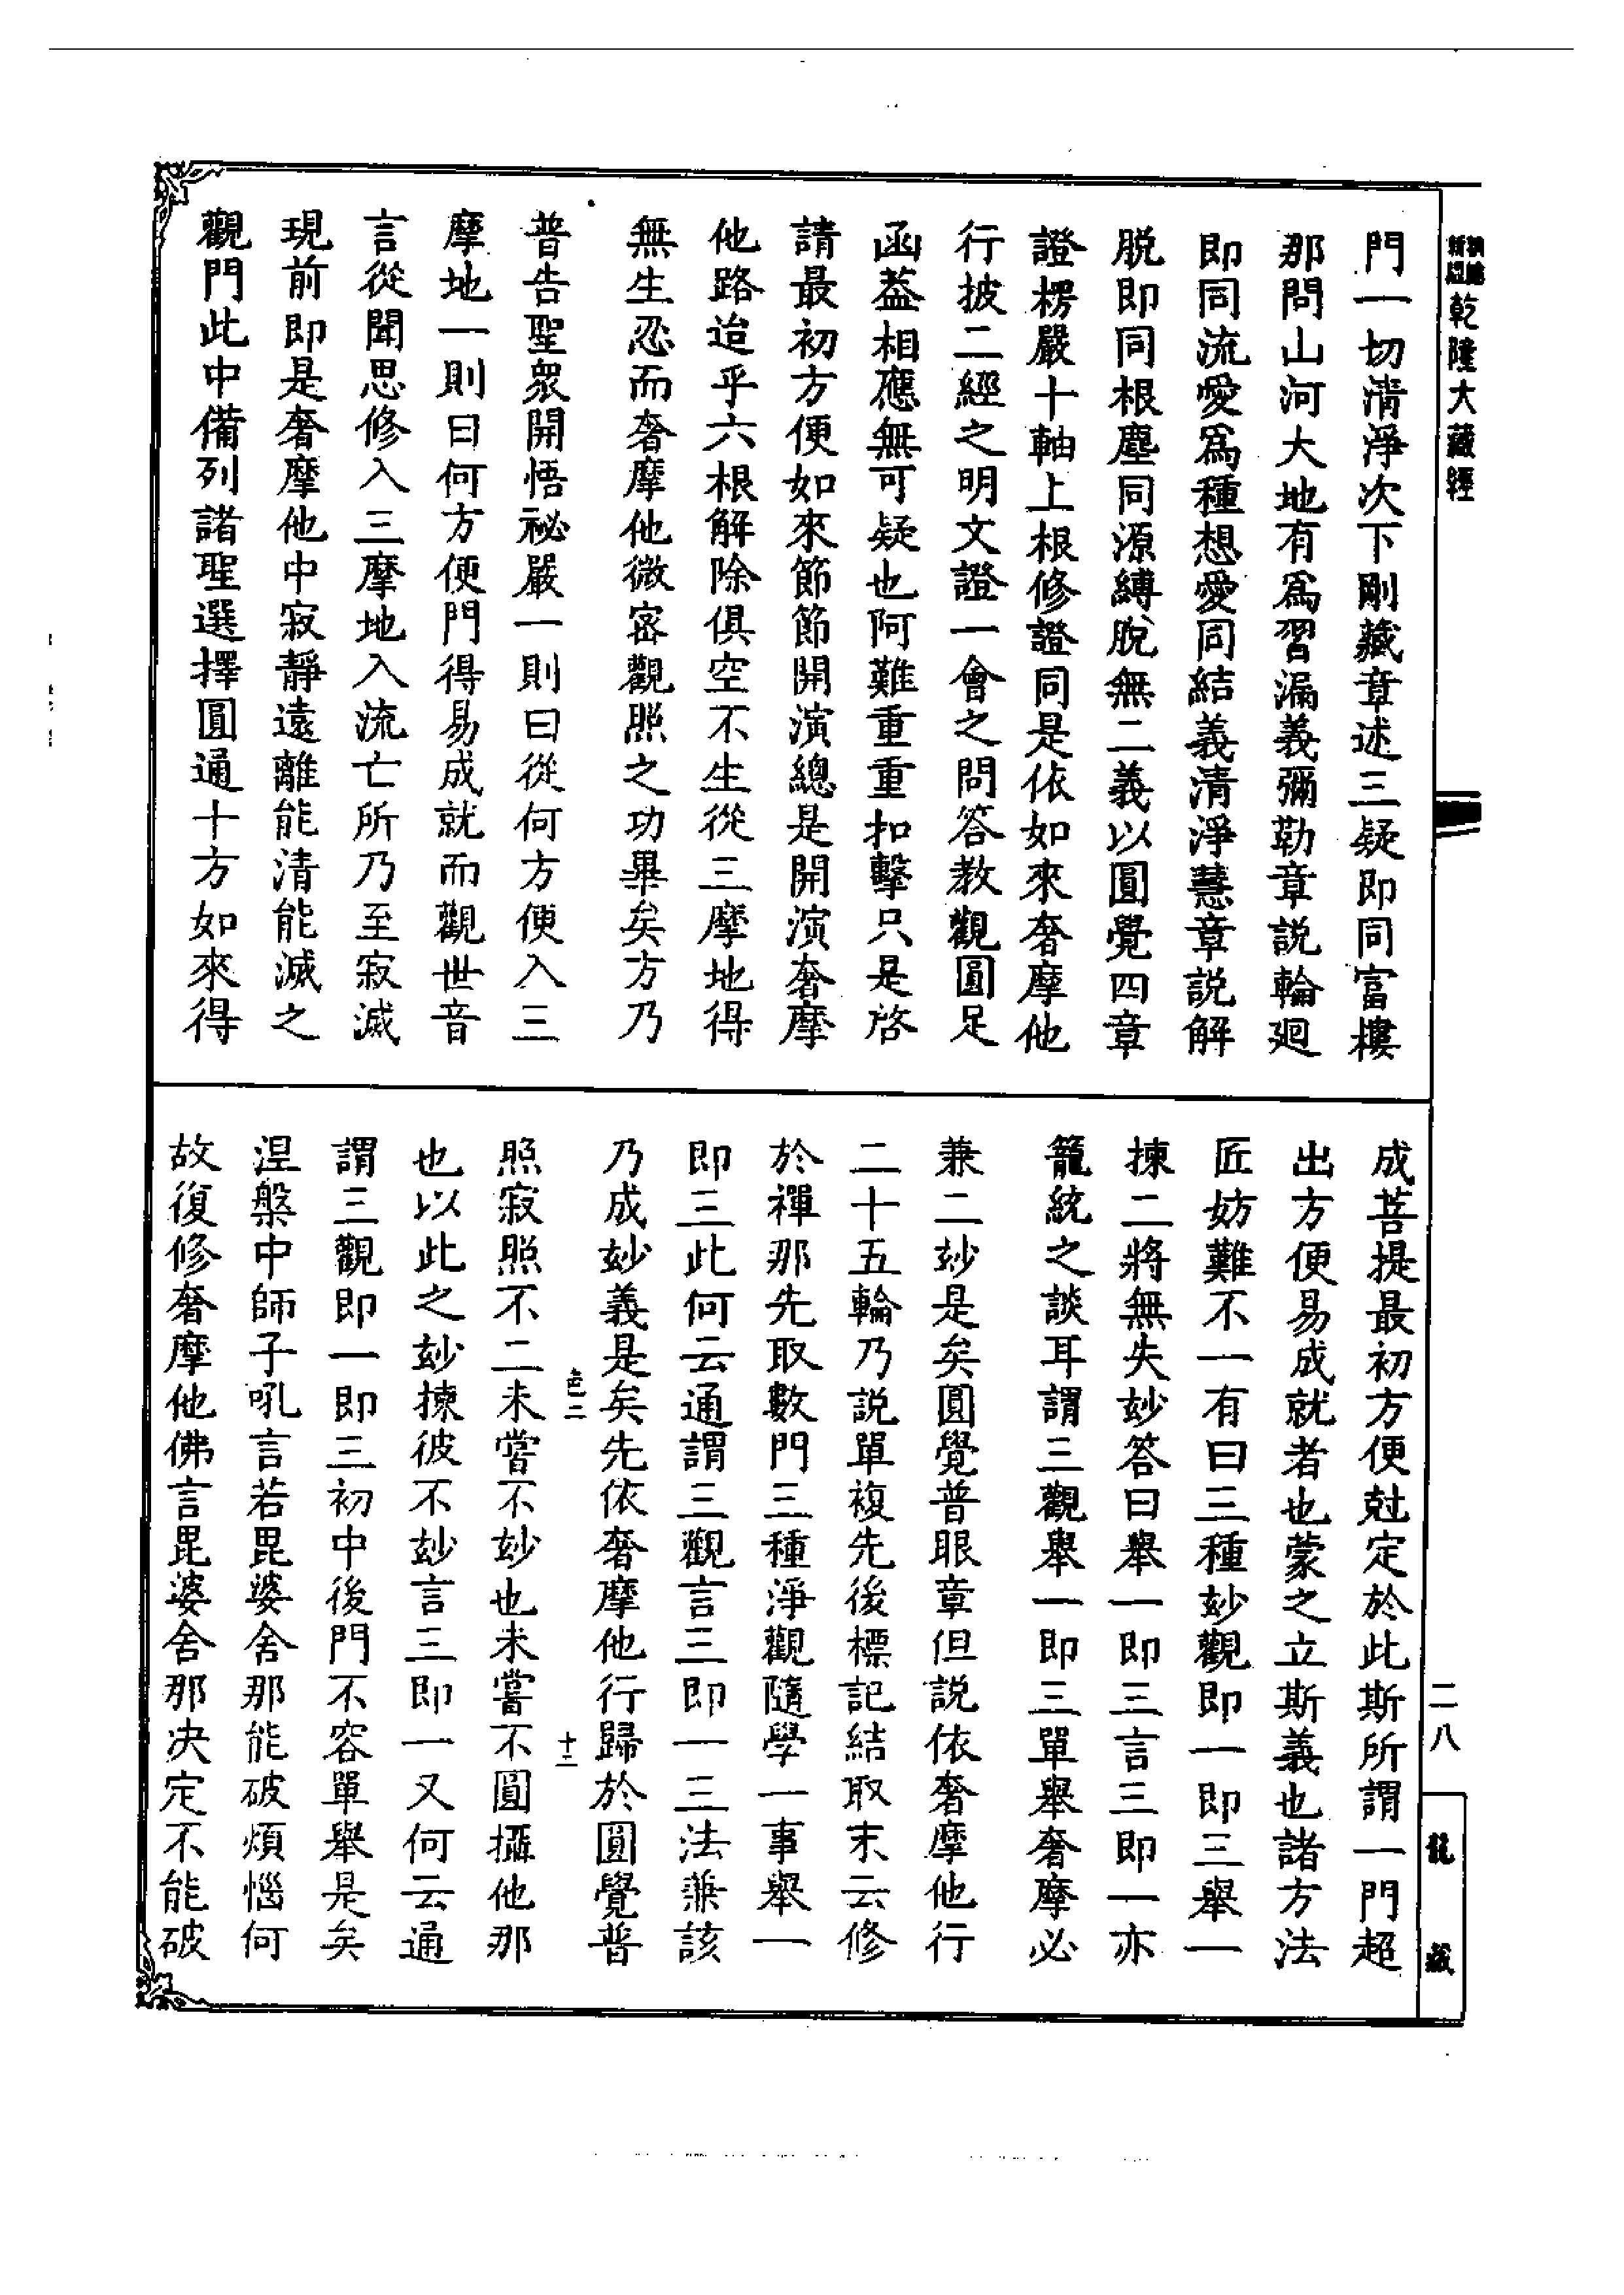 乾隆大藏經
門一切清淨次下剛藏章述三疑即同富樓
那問山河大地有爲習漏義彌勒章説輪廻
即同流愛爲種想愛同結義清淨慧章説解
脱即同根塵同源縛脱無二義以圓覺四章
證楞嚴十軸上根修證同是依如來奢摩他
行披二經之明文證一會之問答教觀圓足
函葢相應無可疑也阿難重重扣擊只是啓
請最初方便如來節節開演總是開演奢摩
他路迨乎六根解除俱空不生從三摩地得
無生忍而奢摩他微密觀照之功畢矣方乃
普告聖衆開悟祕嚴一則曰從何方便入三
摩地一則曰何方便門得易成就而觀世音
言從聞思修入三摩地入流亡所乃至寂滅
現前即是奢摩他中寂靜遠離能清能滅之
觀門此中備列諸聖選擇圓通十方如來得
成菩提最初方便尅定於此斯所謂一門超
出方便易成就者也蒙之立斯義也諸方法
匠妨難不一有曰三種妙觀即一即三舉一
揀二將無失妙答曰舉一即三言三即一亦
籠統之談耳謂三觀舉一即三單舉奢摩必
兼二妙是矣圓覺普眼章但説依奢摩他行
二十五輪乃説單複先後標記結取末云修
於禪那先取數門三種淨觀隨學一事舉一
即三此何云通謂三觀言三即一三法兼該
乃成妙義是矣先依奢摩他行歸於圓覺普
色二
十二
照寂照不二未嘗不妙也未嘗不圓攝他那
也以此之妙揀彼不妙言三即一又何云通
謂三觀即一即三初中後門不容單舉是矣
涅槃中師子吼言若毘婆舍那能破煩惱何
故復修奢摩他佛言毘婆舍那决定不能破
二八
龍藏